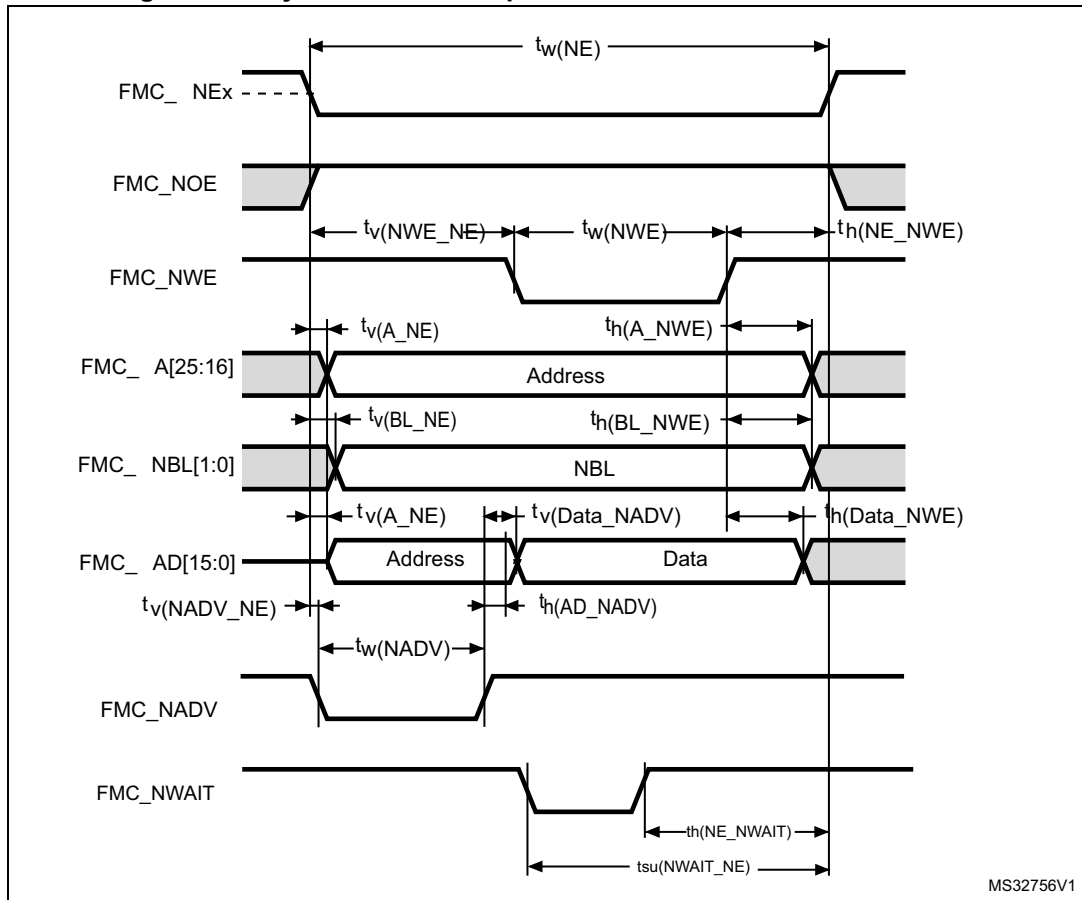 tw(NE)
FMC_ NEx
FMC_NOE
tv(NWE_NE) tw(NWE) th(NE_NWE)
FMC_NWE
tv(A_NE) th(A_NWE)
FMC_ A[25:16] Address
tv(BL_NE) th(BL_NWE)
FMC_ NBL[1:0] NBL
tv(A_NE) tv(Data_NADV) th(Data_NWE)
FMC_ AD[15:0] Address Data
tv(NADV_NE) th(AD_NADV)
tw(NADV)
FMC_NADV
FMC_NWAIT
th(NE_NWAIT)
tsu(NWAIT_NE)
MS32756V1